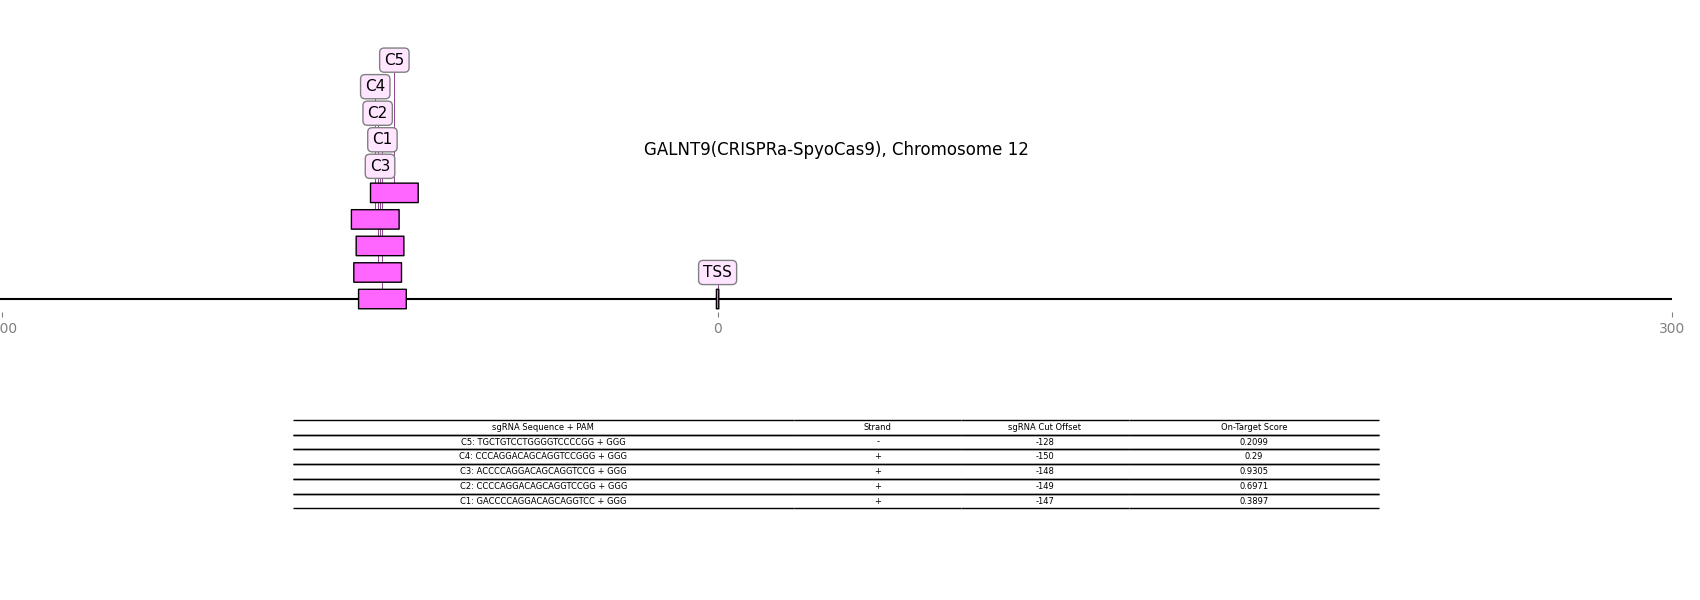 C5
C4
C2
C1
GALNT9(CRISPRa-SpyoCas9), Chromosome 12
C3
TSS
00 0 300
sgRNA Sequence + PAM Strand sgRNA Cut Offset On-Target Score
C5: TGCTGTCCTGGGGTCCCCGG + GGG - -128 0.2099
C4: CCCAGGACAGCAGGTCCGGG + GGG + -150 0.29
C3: ACCCCAGGACAGCAGGTCCG + GGG + -148 0.9305
C2: CCCCAGGACAGCAGGTCCGG + GGG + -149 0.6971
C1: GACCCCAGGACAGCAGGTCC + GGG + -147 0.3897